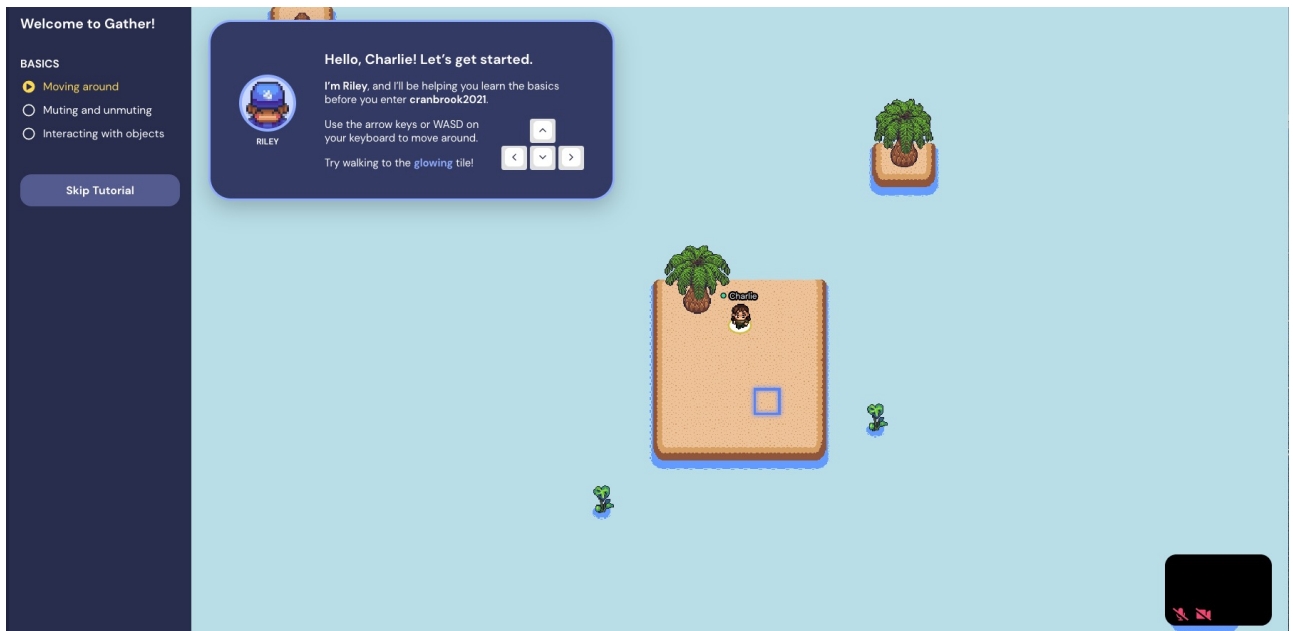 Welcome to Gather!
BASICS
Moving around
Muting and unmuting
Interacting with objects
Skip Tutorial
RILEY
Hello, Charlie! Let's get started.
I'm Riley, and I'll be helping you learn the basics
before you enter cranbrook2021.
Use the arrow keys or WASD on
your keyboard to move around.
Try walking to the glowing tile!
Charlie